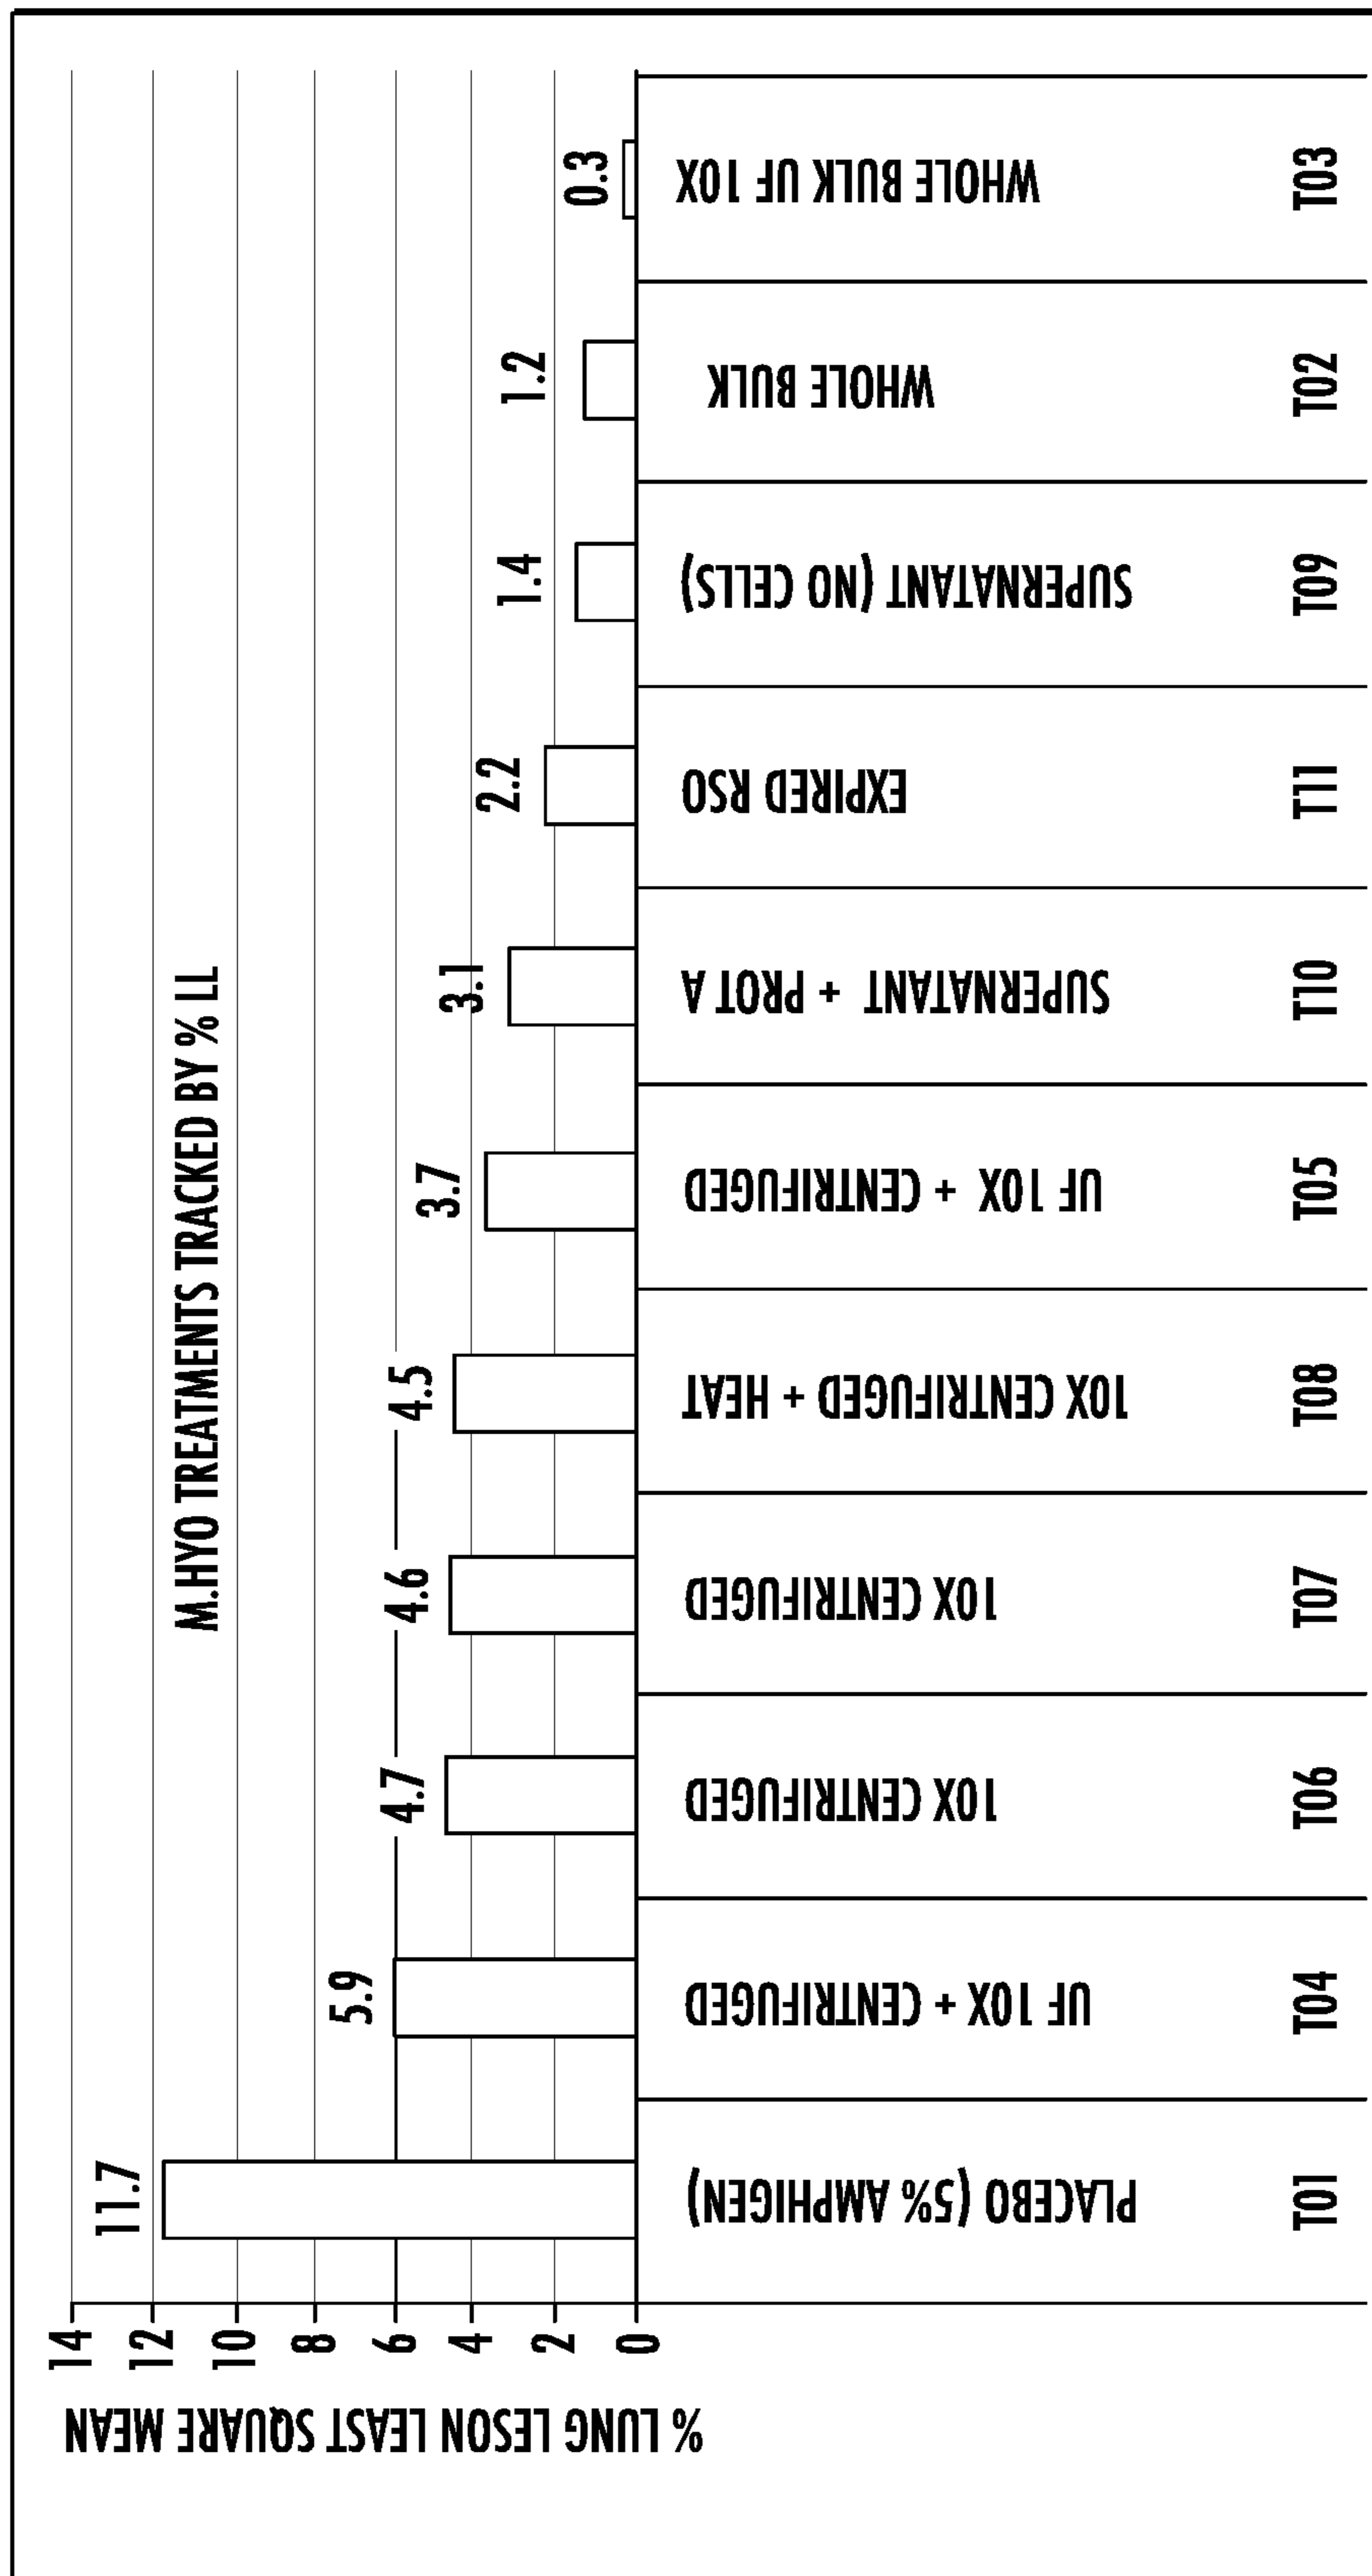 M.HYO TREATMENTS TRACKED BY % LL
% LUNG LESON LEAST SQUARE MEAN
14
12
10
8
6
4
2
0
11.7
5.9
4.7
4.6
4.5
3.7
3.1
2.2
1.4
1.2
0.3
PLACEBO (5% AMPHIGEN)
UF 10X + CENTRIFUGED
10X CENTRIFUGED
10X CENTRIFUGED
10X CENTRIFUGED + HEAT
UF 10X + CENTRIFUGED
SUPERNATANT + PROT A
EXPIRED RSO
SUPERNATANT (NO CELLS)
WHOLE BULK
WHOLE BULK UF 10X
T01
T04
T06
T07
T08
T05
T10
T11
T09
T02
T03